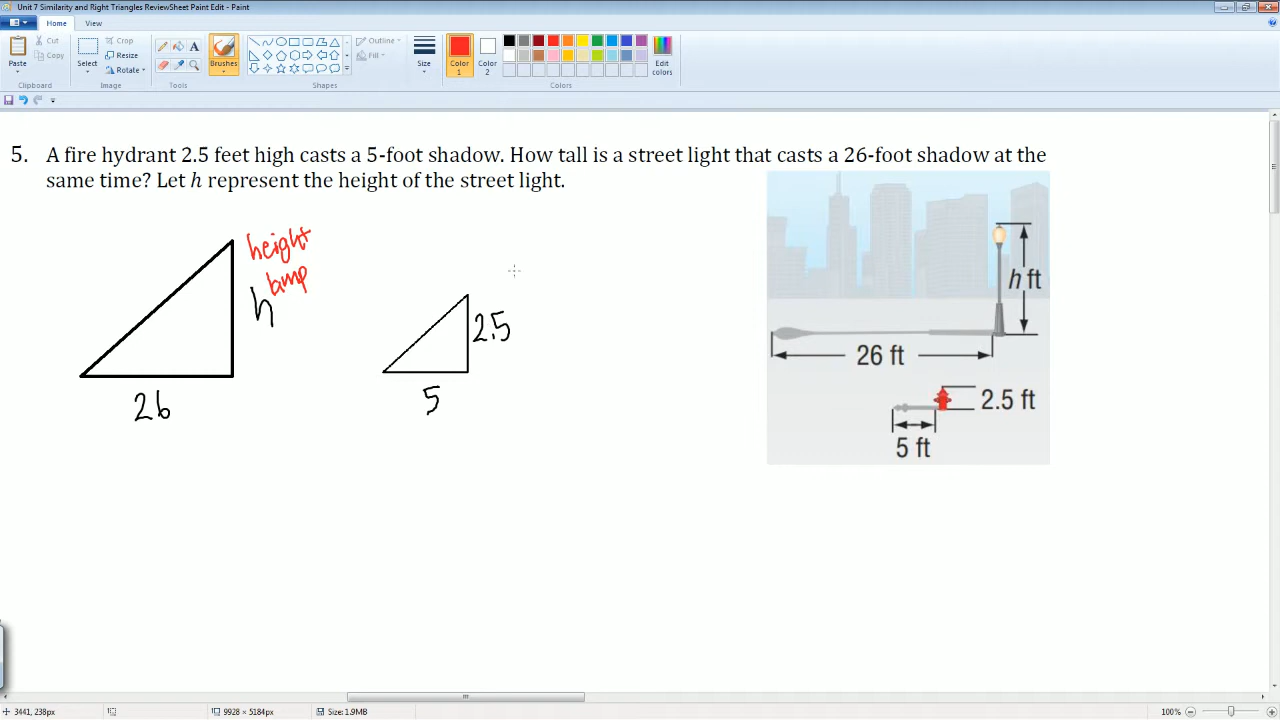 Unit 7 Similarity and Right Triangles ReviewSheet Paint Edit - Paint
Home View
Paste
Cut
Copy
Clipboard
Select
Crop
Resize
Rotate
Image
A
Tools
Brushes
Outline
Fill
Shapes
Size
Color 1
Color 2
Edit colors
Colors
5. A fire hydrant 2.5 feet high casts a 5-foot shadow. How tall is a street light that casts a 26-foot shadow at the
same time? Let h represent the height of the street light.
height
lamp
h
26
2.5
5
h ft
26 ft
2.5 ft
5 ft
3441, 238px
9928 × 5184px
Size: 1.9MB
100%